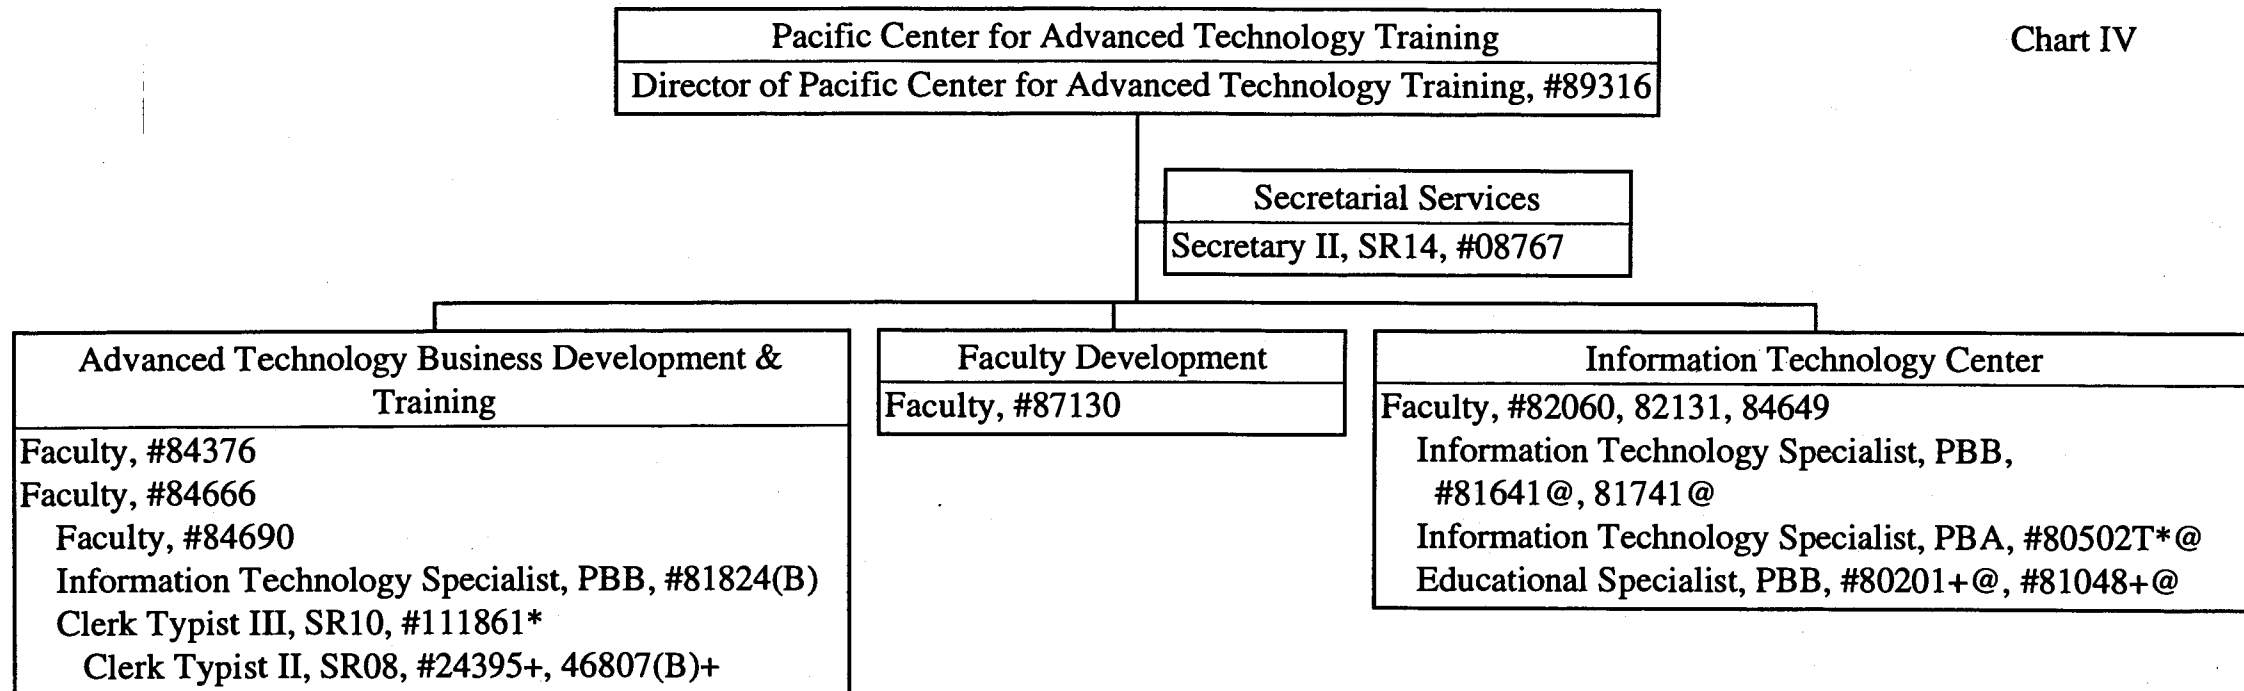 Pacific Center for Advanced Technology Training
Director of Pacific Center for Advanced Technology Training, #89316
Chart IV
Secretarial Services
Secretary II, SR14, #08767
Advanced Technology Business Development &
Training
Faculty, #84376
Faculty, #84666
Faculty, #84690
Information Technology Specialist, PBB, #81824(B)
Clerk Typist III, SR10, #111861*
Clerk Typist II, SR08, #24395+, 46807(B)+
Faculty Development
Faculty, #87130
Information Technology Center
Faculty, #82060, 82131, 84649
Information Technology Specialist, PBB,
#81641@, 81741@
Information Technology Specialist, PBA, #80502T*@
Educational Specialist, PBB, #80201+@, #81048+@